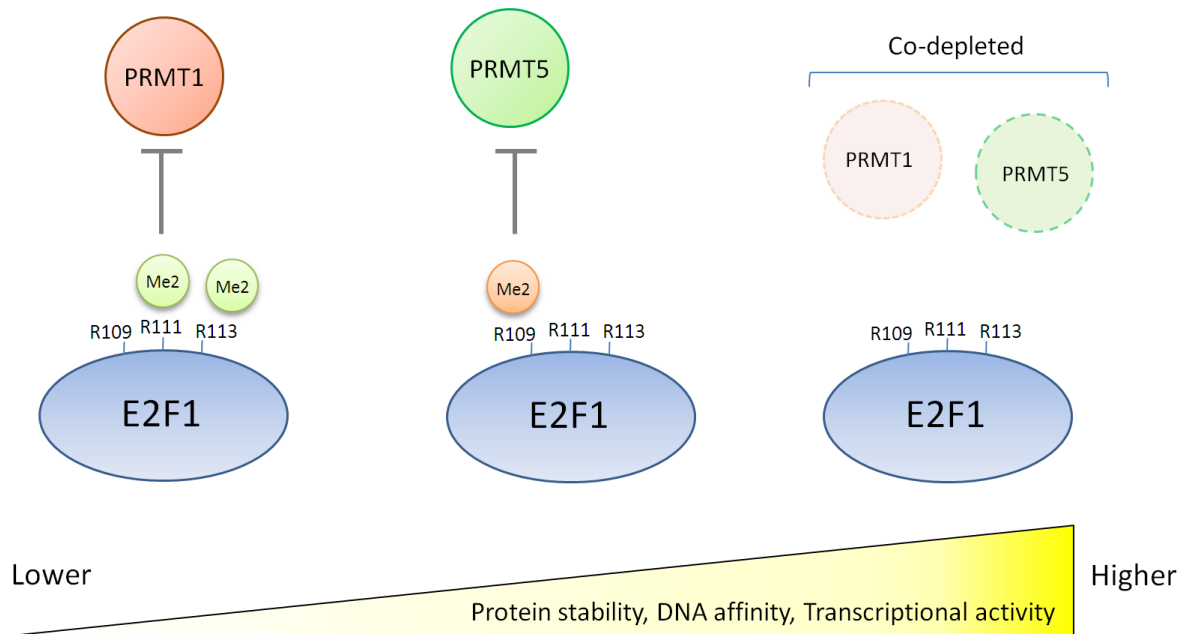 PRMT1
PRMT5
Co-depleted
PRMT1
PRMT5
Me2
Me2
Me2
R109 R111 R113
R109 R111 R113
R109 R111 R113
E2F1
E2F1
E2F1
Lower
Higher
Protein stability, DNA affinity, Transcriptional activity